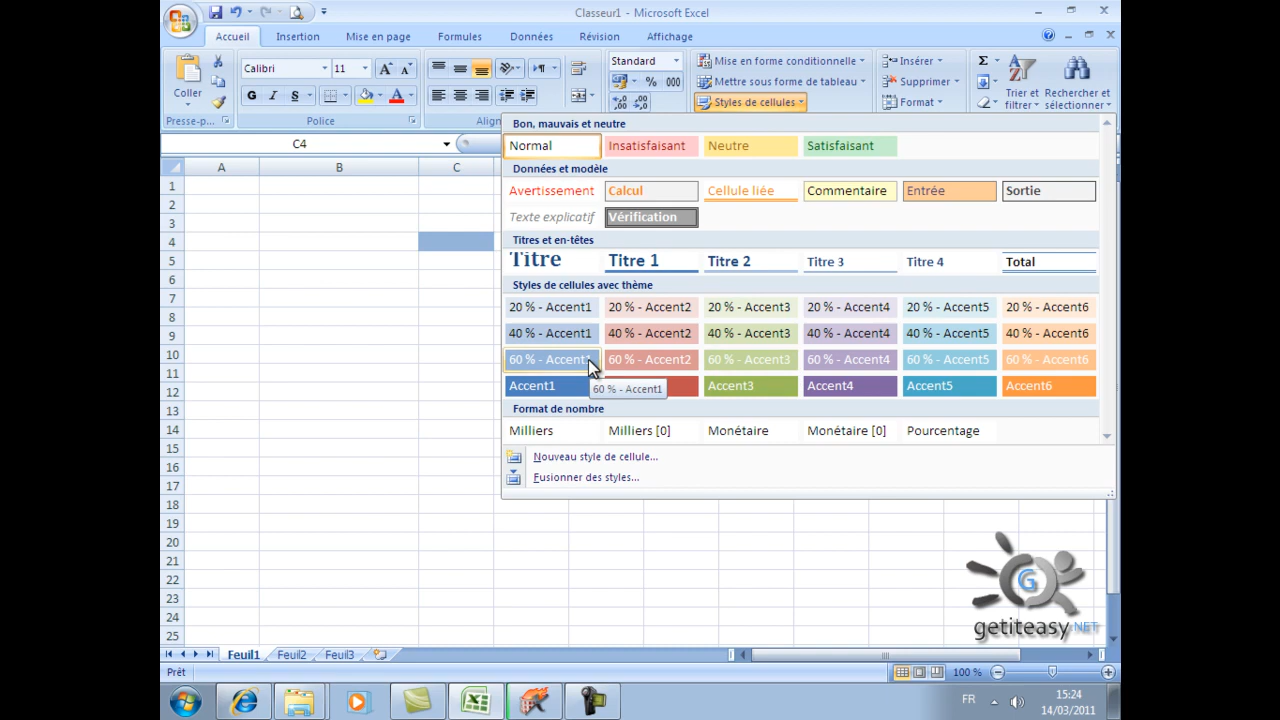 Classeur1 - Microsoft Excel
Accueil Insertion Mise en page Formules Données Révision Affichage
Coller
Presse-p...
Calibri 11
G I S
Police
Align
Standard
% 000
Mise en forme conditionnelle
Mettre sous forme de tableau
Styles de cellules
Insérer
Supprimer
Format
Σ
Trier et filtrer
Rechercher et sélectionner
C4
A B C
1
2
3
4
5
6
7
8
9
10
11
12
13
14
15
16
17
18
19
20
21
22
23
24
25
Bon, mauvais et neutre
Normal Insatisfaisant Neutre Satisfaisant
Données et modèle
Avertissement Calcul Cellule liée Commentaire Entrée Sortie
Texte explicatif Vérification
Titres et en-têtes
Titre Titre 1 Titre 2 Titre 3 Titre 4 Total
Styles de cellules avec thème
20 % - Accent1 20 % - Accent2 20 % - Accent3 20 % - Accent4 20 % - Accent5 20 % - Accent6
40 % - Accent1 40 % - Accent2 40 % - Accent3 40 % - Accent4 40 % - Accent5 40 % - Accent6
60 % - Accent1 60 % - Accent2 60 % - Accent3 60 % - Accent4 60 % - Accent5 60 % - Accent6
Accent1 Accent3 Accent4 Accent5 Accent6
60 % - Accent1
Format de nombre
Milliers Milliers [0] Monétaire Monétaire [0] Pourcentage
Nouveau style de cellule...
Fusionner des styles...
G
getiteasy.NET
Feuil1 Feuil2 Feuil3
Prêt
100 %
FR
15:24
14/03/2011